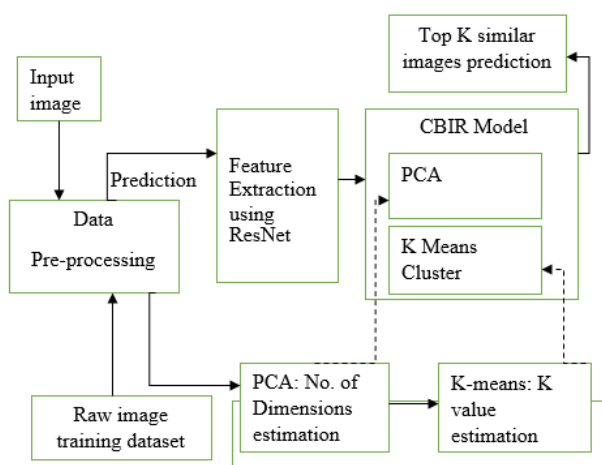 Top K similar
images prediction
Input
image
CBIR Model
Prediction
Feature
Extraction
using
ResNet
PCA
Data
Pre-processing
K Means
Cluster
PCA: No. of
Dimensions
estimation
K-means: K
value
estimation
Raw image
training dataset